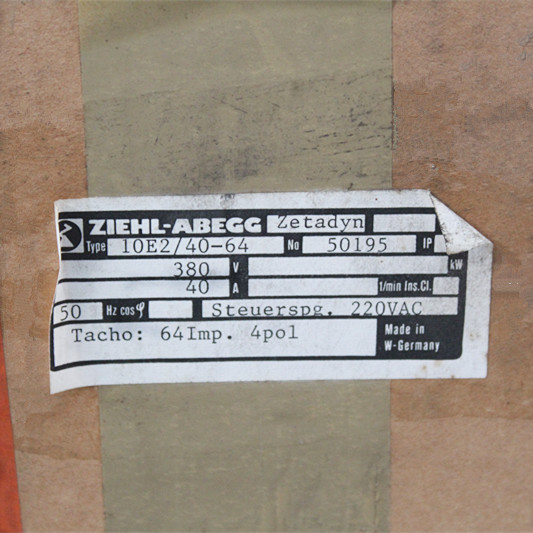 ZIEHL-ABEGG Zetadyn
Type 10E2/40-64 No 50195 IP
380 V kW
40 A 1/min Ins.Cl.
50 Hz cos φ Steuerspg. 220VAC
Tacho: 64Imp. 4pol Made in
W-Germany